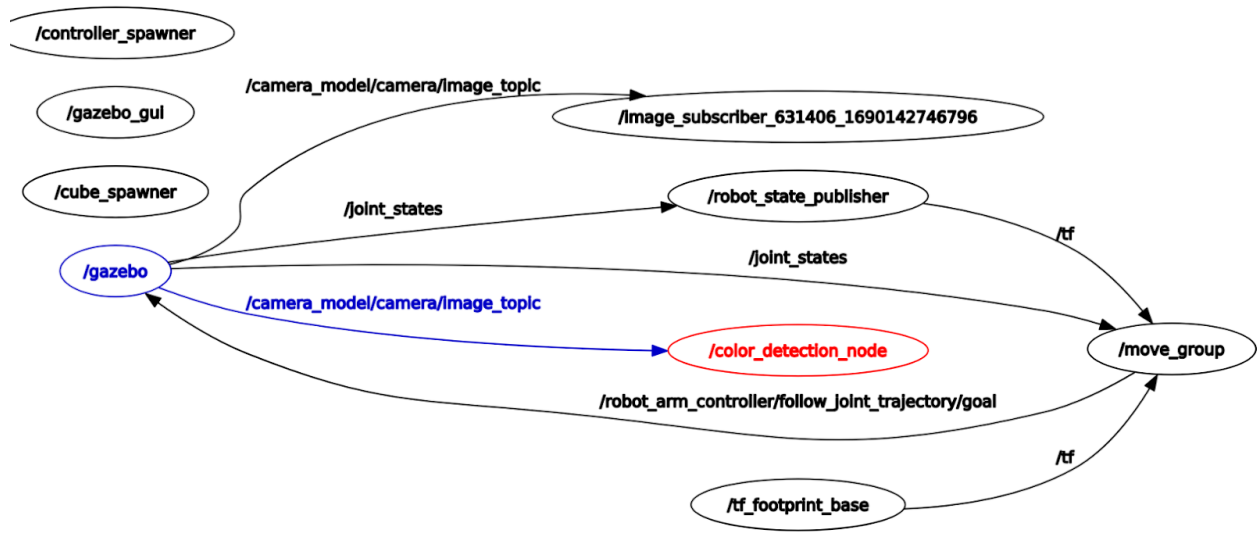 /controller_spawner
/camera_model/camera/image_topic
/gazebo_gui
/image_subscriber_631406_1690142746796
/cube_spawner
/robot_state_publisher
/joint_states
/tf
/joint_states
/gazebo
/camera_model/camera/image_topic
/color_detection_node
/move_group
/robot_arm_controller/follow_joint_trajectory/goal
/tf
/tf_footprint_base